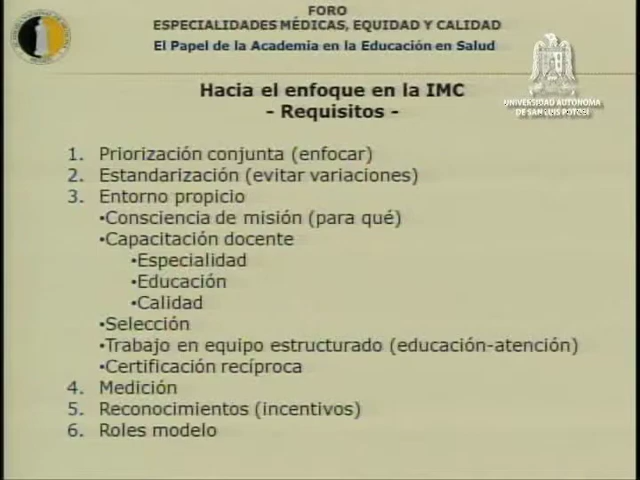 FORO
ESPECIALIDADES MÉDICAS, EQUIDAD Y CALIDAD
El Papel de la Academia en la Educación en Salud
UNIVERSIDAD AUTONOMA
DE SAN LUIS POTOSI
Hacia el enfoque en la IMC
- Requisitos -
1. Priorización conjunta (enfocar)
2. Estandarización (evitar variaciones)
3. Entorno propicio
•Consciencia de misión (para qué)
•Capacitación docente
•Especialidad
•Educación
•Calidad
•Selección
•Trabajo en equipo estructurado (educación-atención)
•Certificación recíproca
4. Medición
5. Reconocimientos (incentivos)
6. Roles modelo